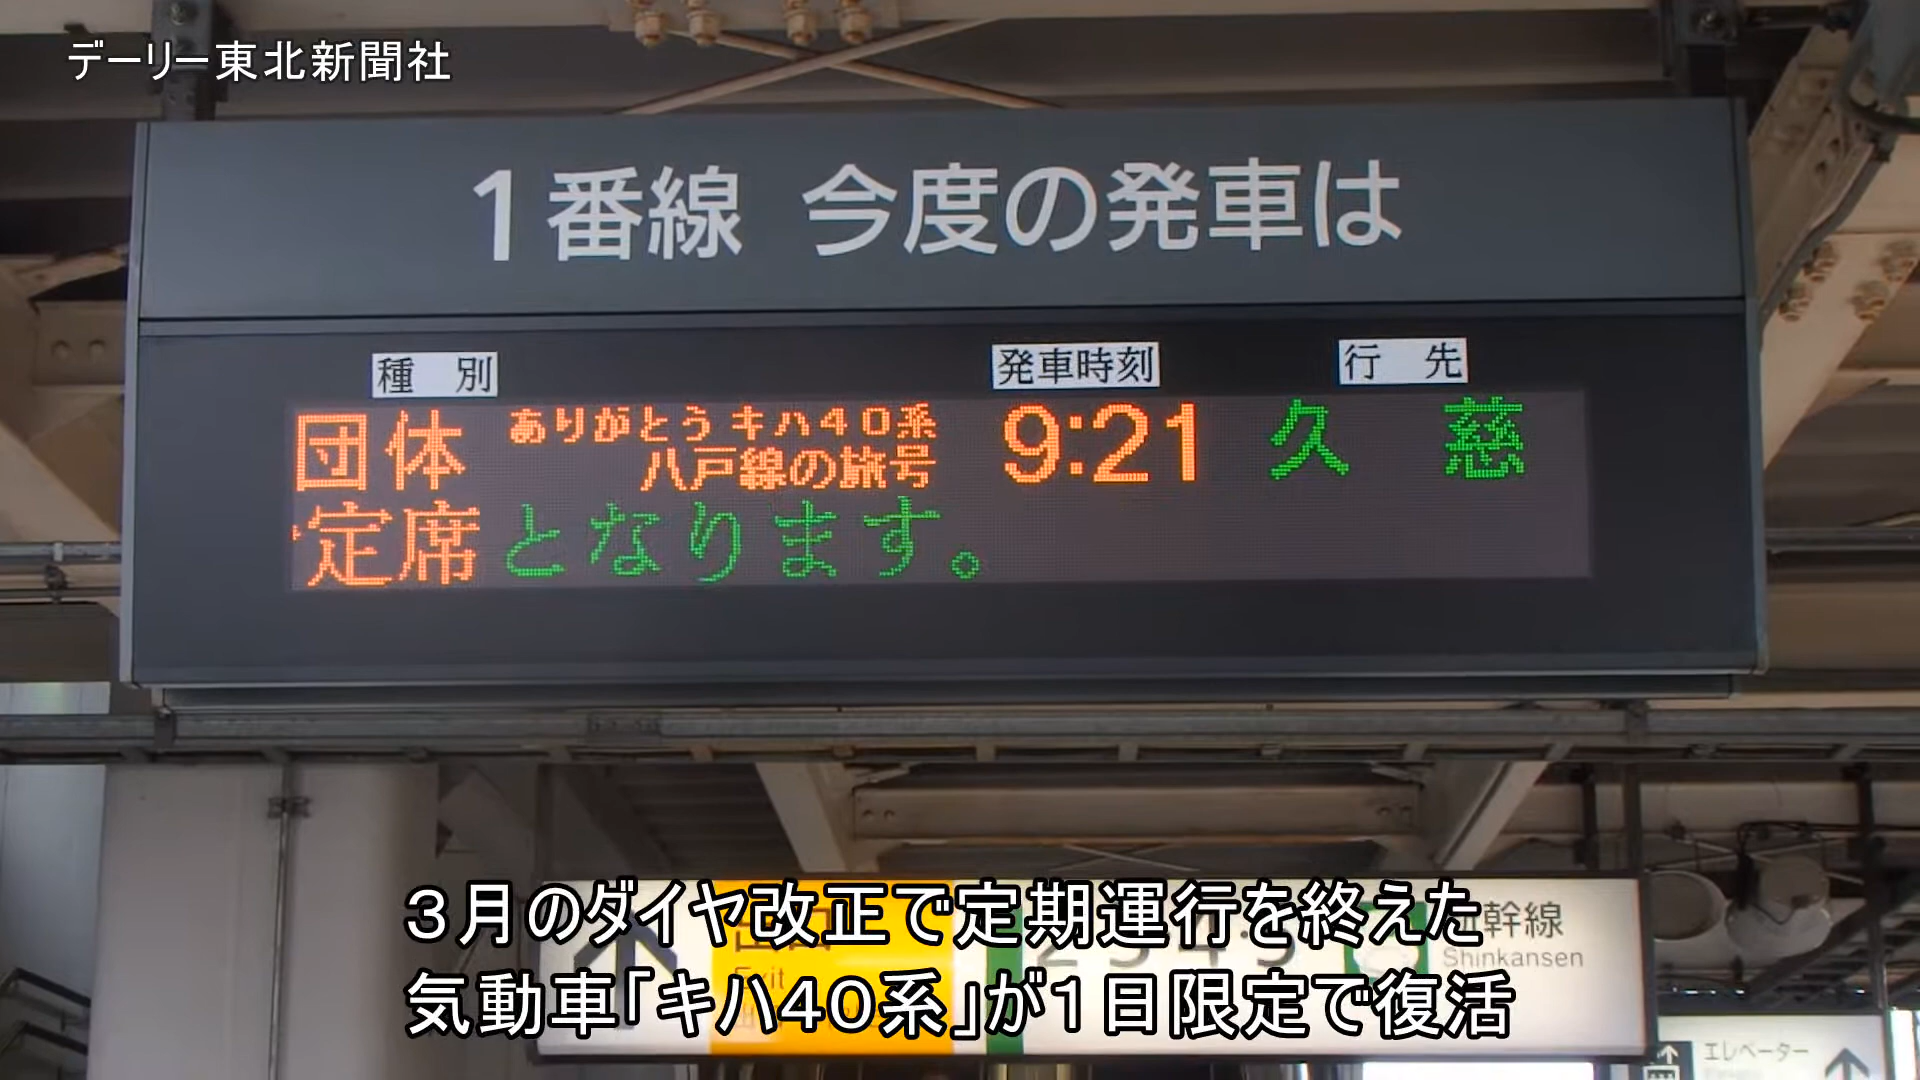 デーリー東北新聞社
1番線 今度の発車は
種 別 発車時刻 行 先
団体 ありがとう キハ40系 八戸線の旅号 9:21 久 慈
定席となります。
3月のダイヤ改正で定期運行を終えた
気動車「キハ40系」が1日限定で復活
Exit
幹線
Shinkansen
エレベーター